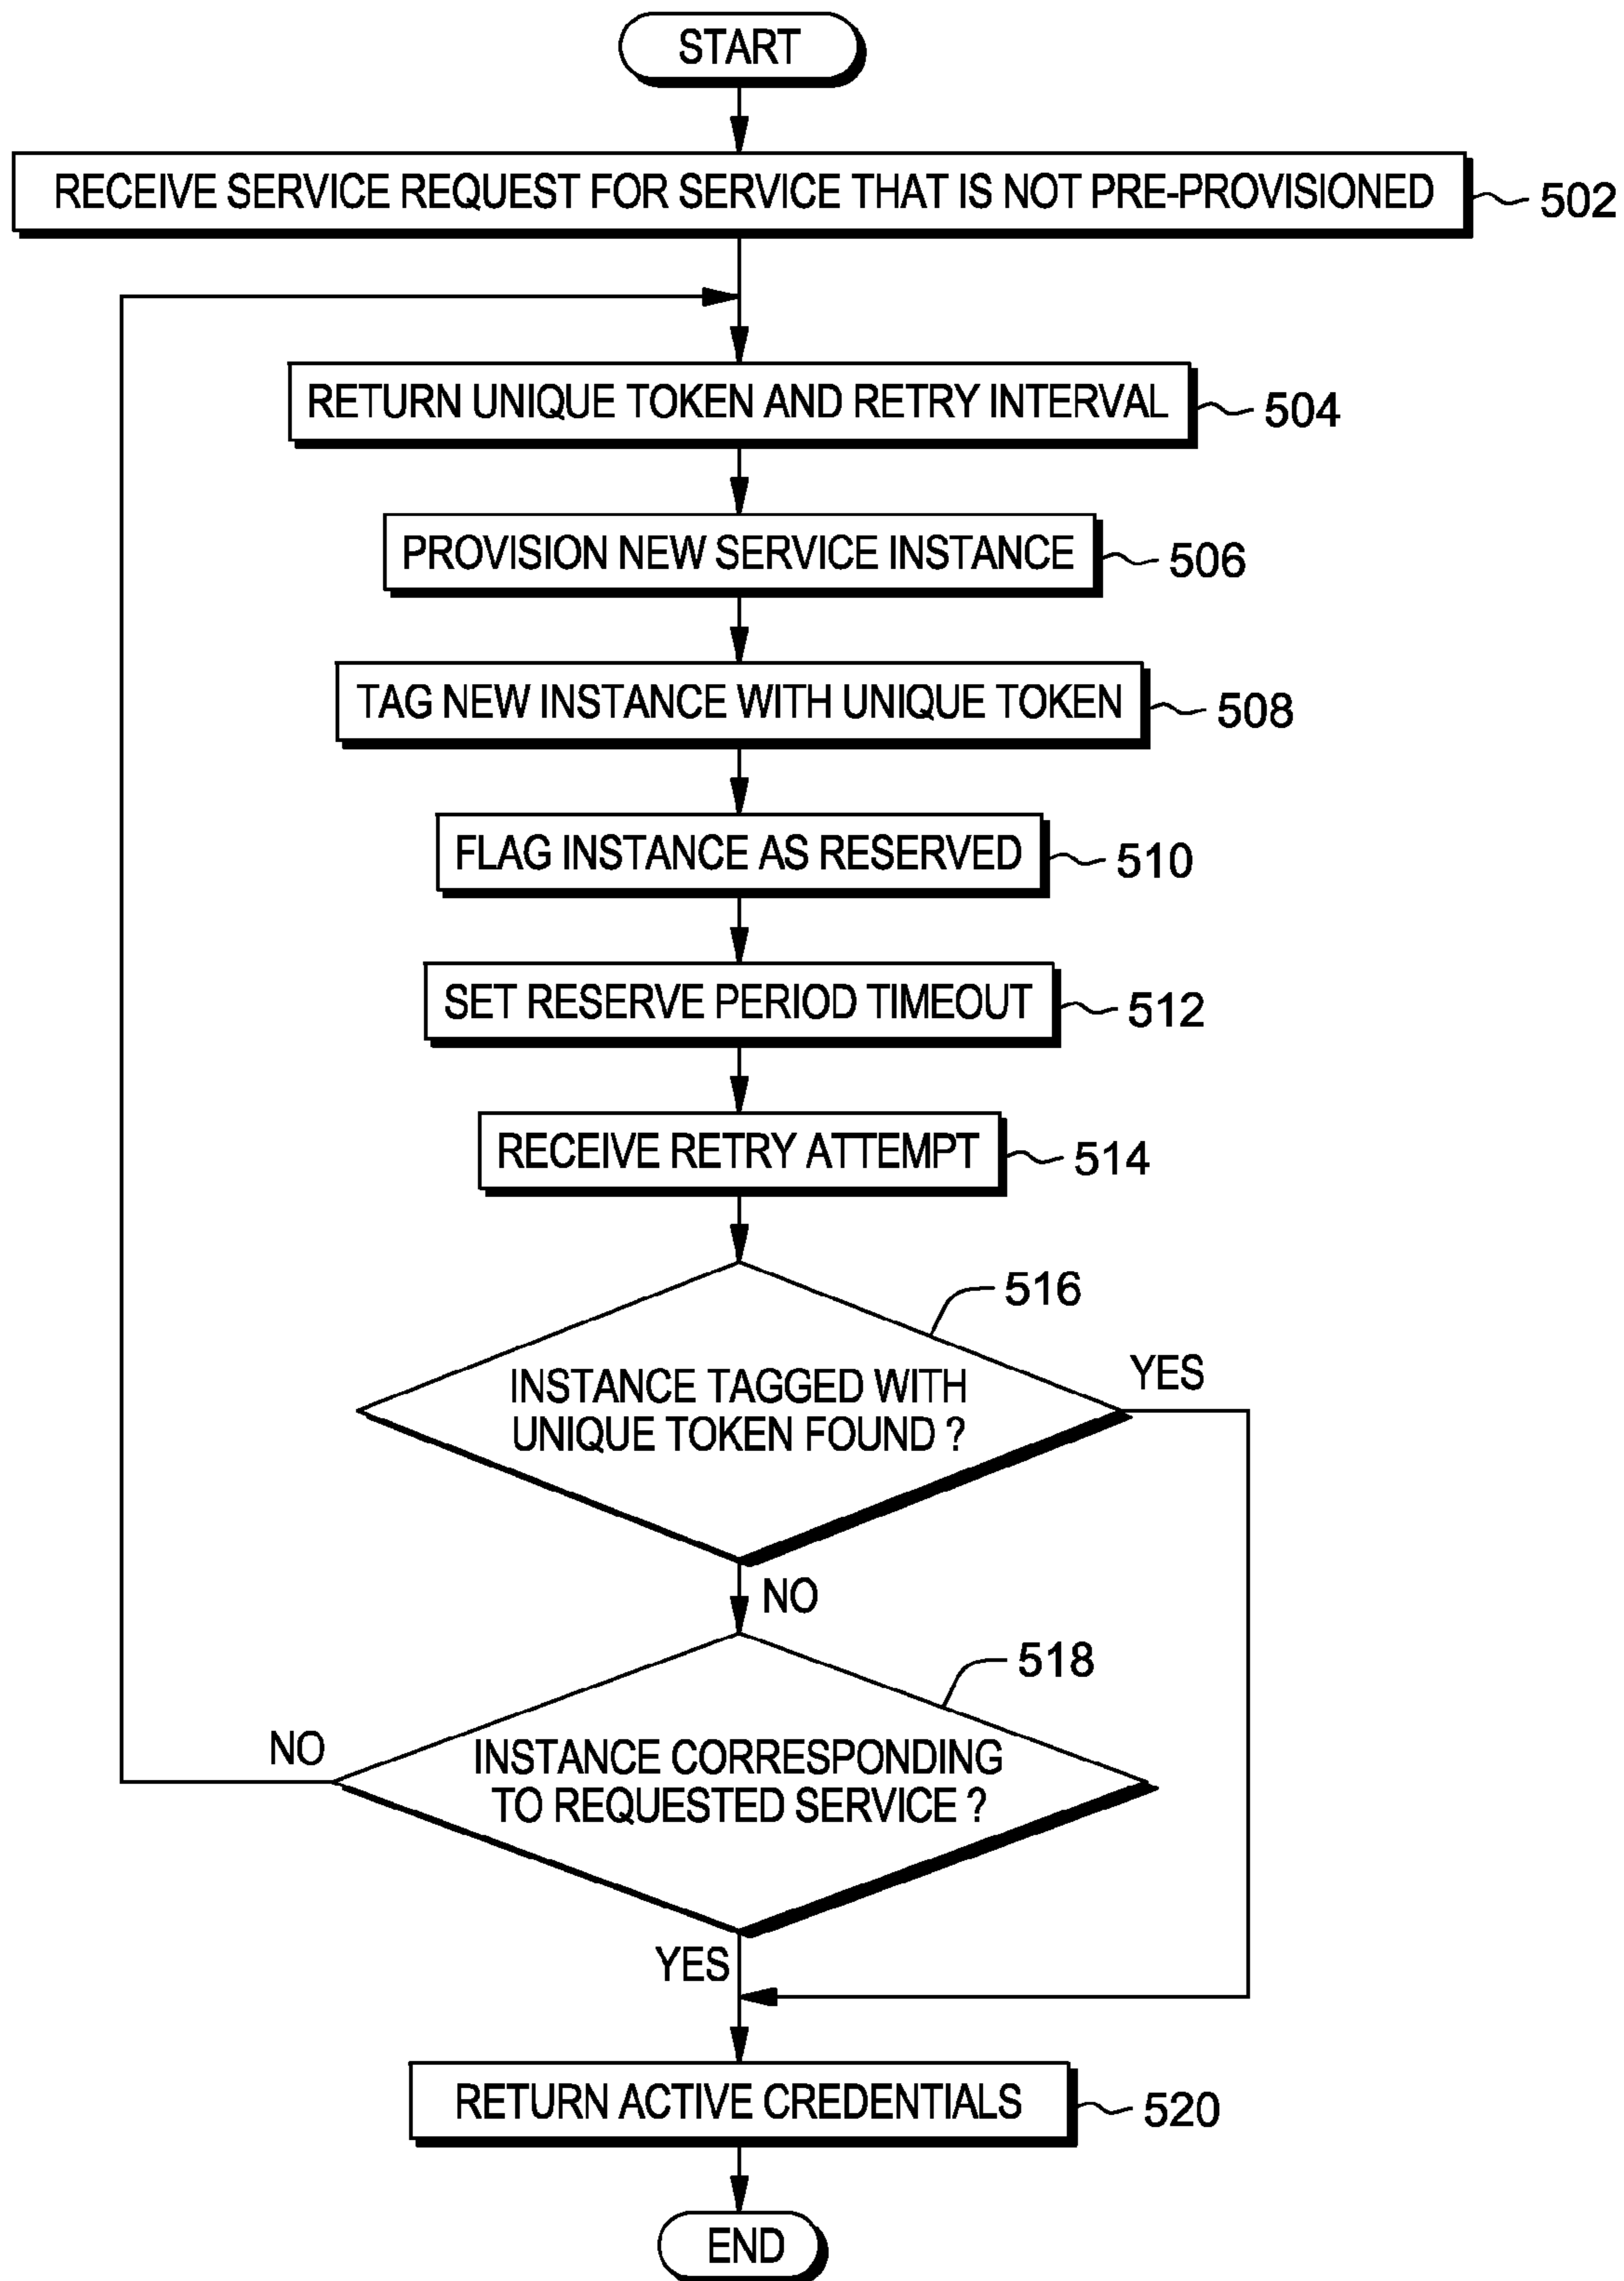 START
RECEIVE SERVICE REQUEST FOR SERVICE THAT IS NOT PRE-PROVISIONED
502
RETURN UNIQUE TOKEN AND RETRY INTERVAL
504
PROVISION NEW SERVICE INSTANCE
506
TAG NEW INSTANCE WITH UNIQUE TOKEN
508
FLAG INSTANCE AS RESERVED
510
SET RESERVE PERIOD TIMEOUT
512
RECEIVE RETRY ATTEMPT
514
516
INSTANCE TAGGED WITH
UNIQUE TOKEN FOUND ?
YES
NO
518
INSTANCE CORRESPONDING
TO REQUESTED SERVICE ?
NO
YES
RETURN ACTIVE CREDENTIALS
520
END